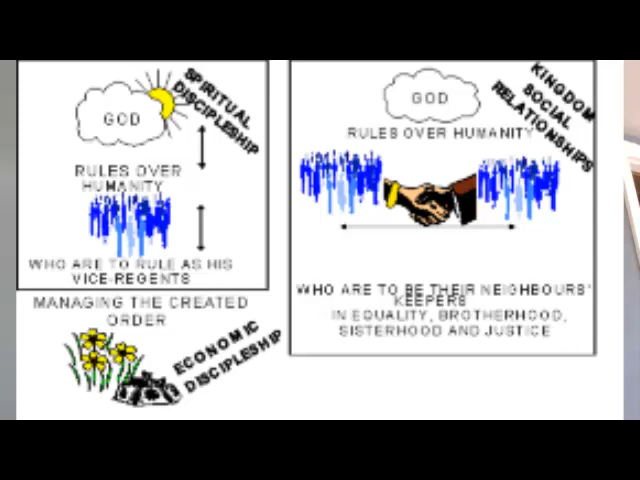 SPIRITUAL
DISCIPLESHIP
GOD
RULES OVER
HUMANITY
WHO ARE TO RULE AS HIS
VICE-REGENTS
MANAGING THE CREATED
ORDER
ECONOMIC
DISCIPLESHIP
KINGDOM
SOCIAL
RELATIONSHIPS
GOD
RULES OVER HUMANITY
WHO ARE TO BE THEIR NEIGHBOURS'
KEEPERS
IN EQUALITY, BROTHERHOOD,
SISTERHOOD AND JUSTICE